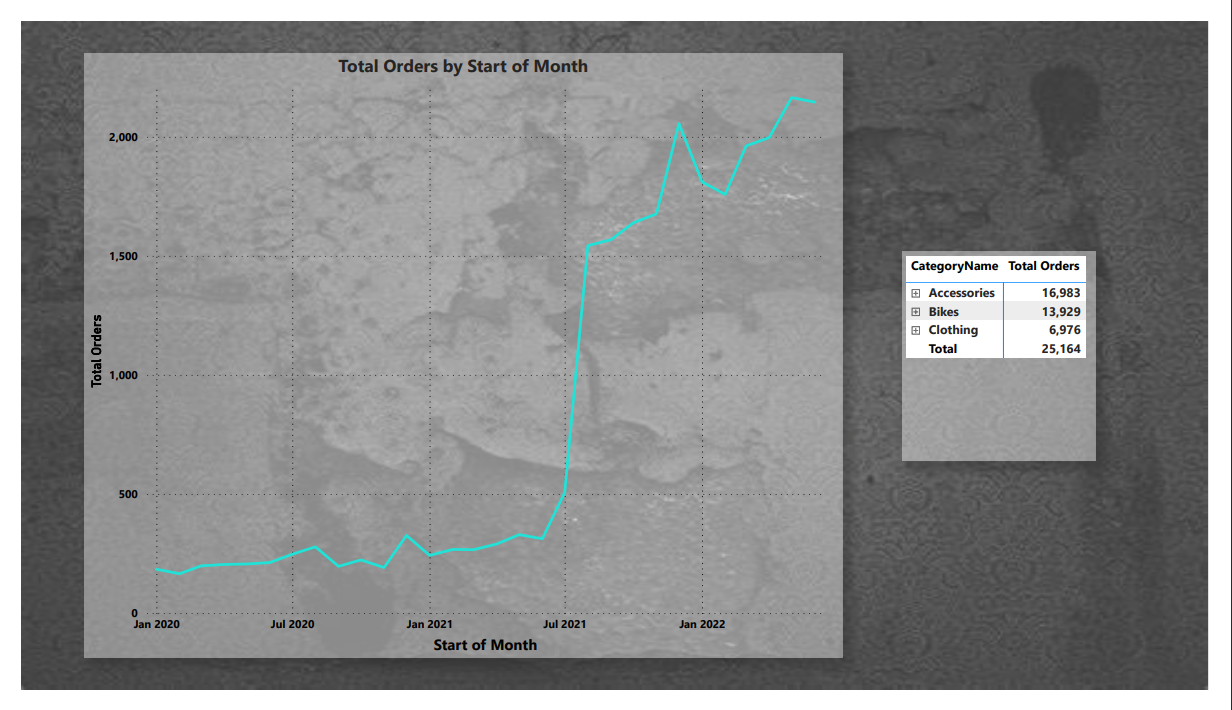 Total Orders by Start of Month
2,000
1,500
1,000
500
0
Total Orders
Jan 2020 Jul 2020 Jan 2021 Jul 2021 Jan 2022
Start of Month
CategoryName Total Orders
Accessories 16,983
Bikes 13,929
Clothing 6,976
Total 25,164